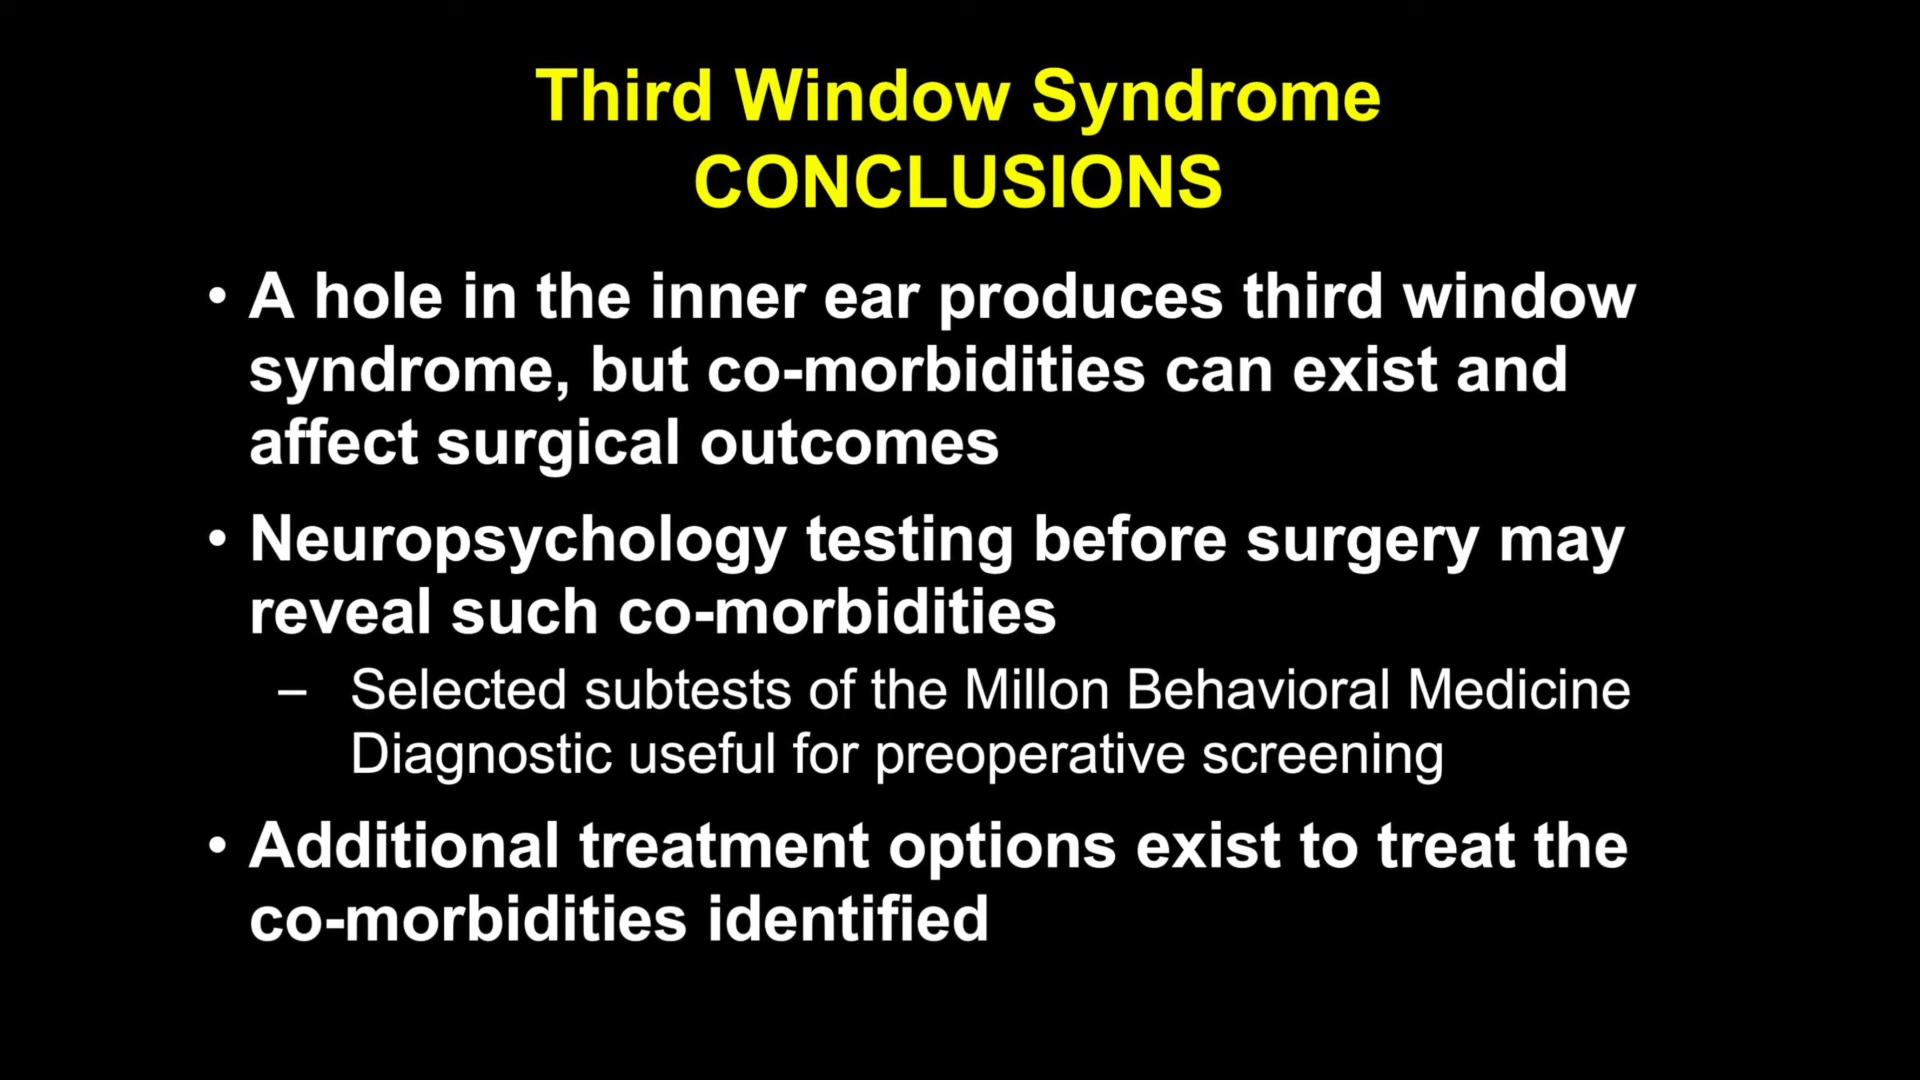 Third Window Syndrome
CONCLUSIONS
• A hole in the inner ear produces third window
syndrome, but co-morbidities can exist and
affect surgical outcomes
• Neuropsychology testing before surgery may
reveal such co-morbidities
– Selected subtests of the Millon Behavioral Medicine
Diagnostic useful for preoperative screening
• Additional treatment options exist to treat the
co-morbidities identified